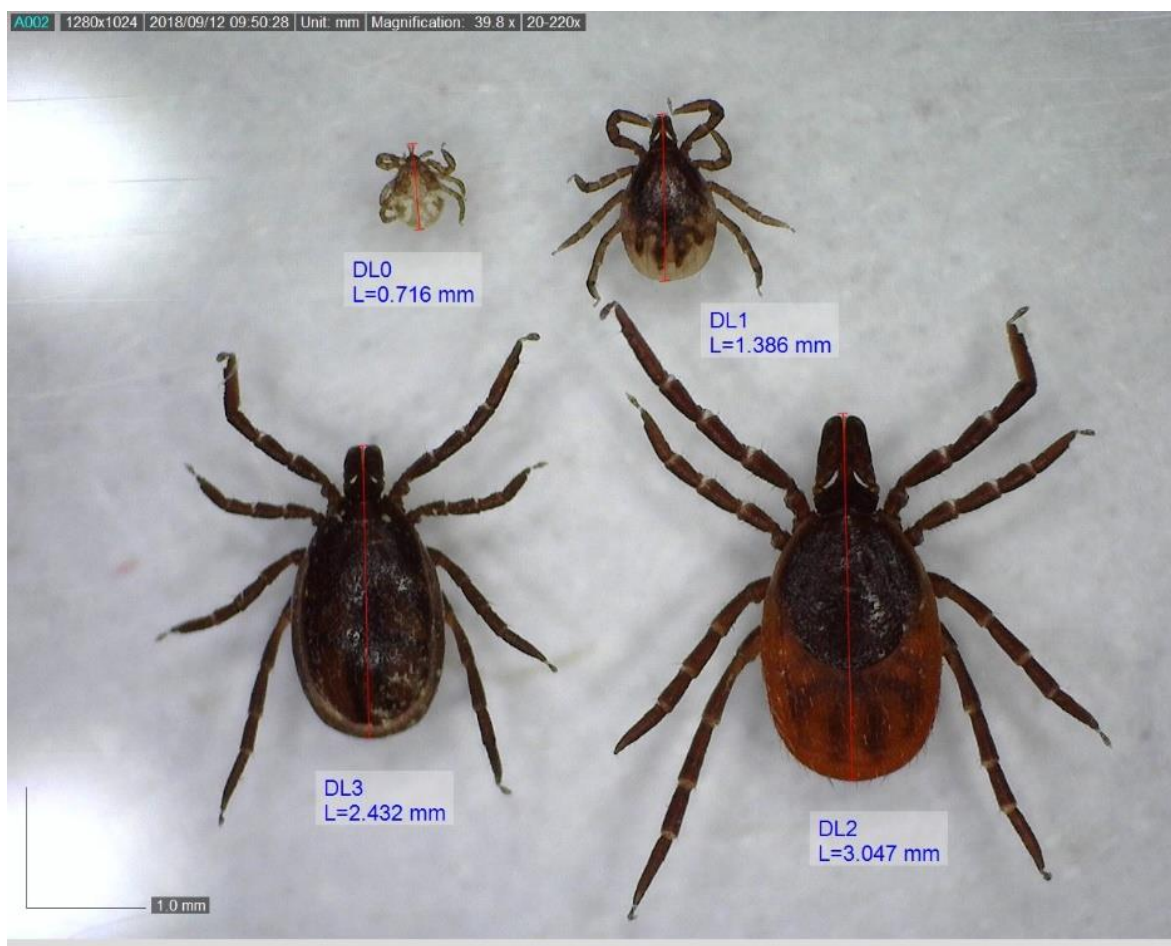 A002 1280x1024 2018/09/12 09:50:28 Unit: mm Magnification: 39.8 x 20-220x
DL0
L=0.716 mm
DL1
L=1.386 mm
DL3
L=2.432 mm
DL2
L=3.047 mm
1.0 mm